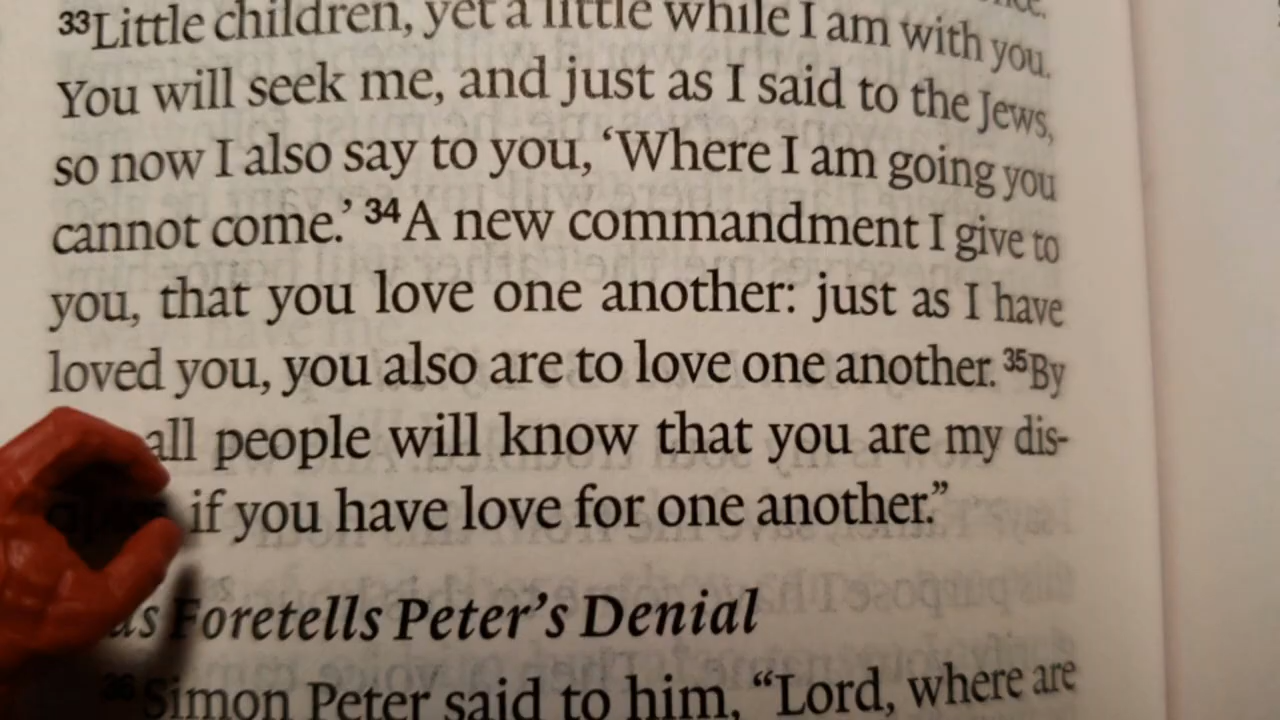 33Little children, yet a little while I am with you.
You will seek me, and just as I said to the Jews,
so now I also say to you, ‘Where I am going you
cannot come.’ 34A new commandment I give to
you, that you love one another: just as I have
loved you, you also are to love one another. 35By
all people will know that you are my dis-
if you have love for one another.”
Foretells Peter’s Denial
36Simon Peter said to him, “Lord, where are